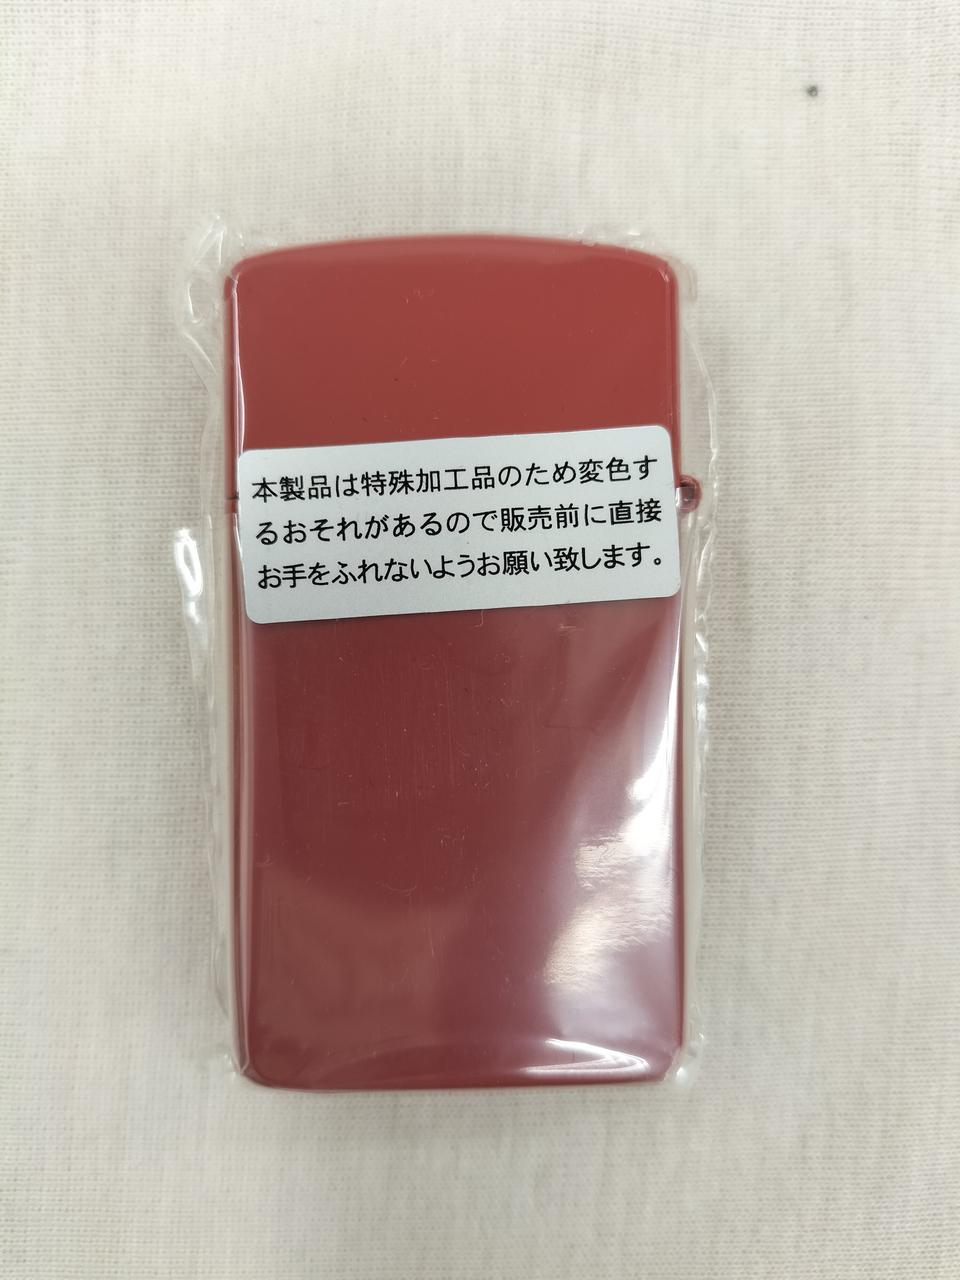 本製品は特殊加工品のため変色す
るおそれがあるので販売前に直接
お手をふれないようお願い致します。